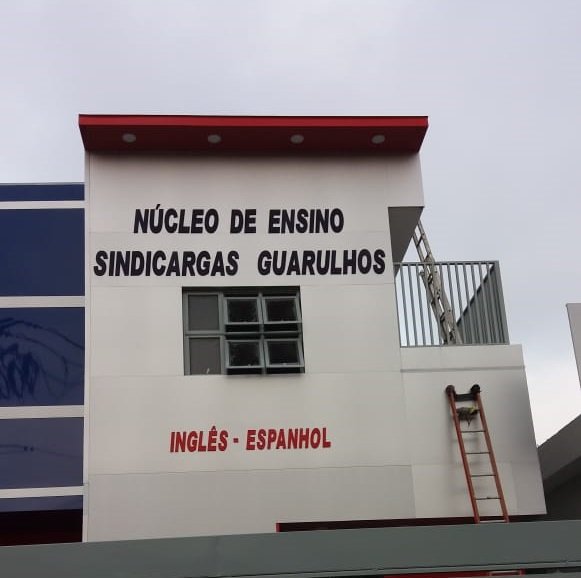 NÚCLEO DE ENSINO
SINDICARGAS GUARULHOS
INGLÊS - ESPANHOL